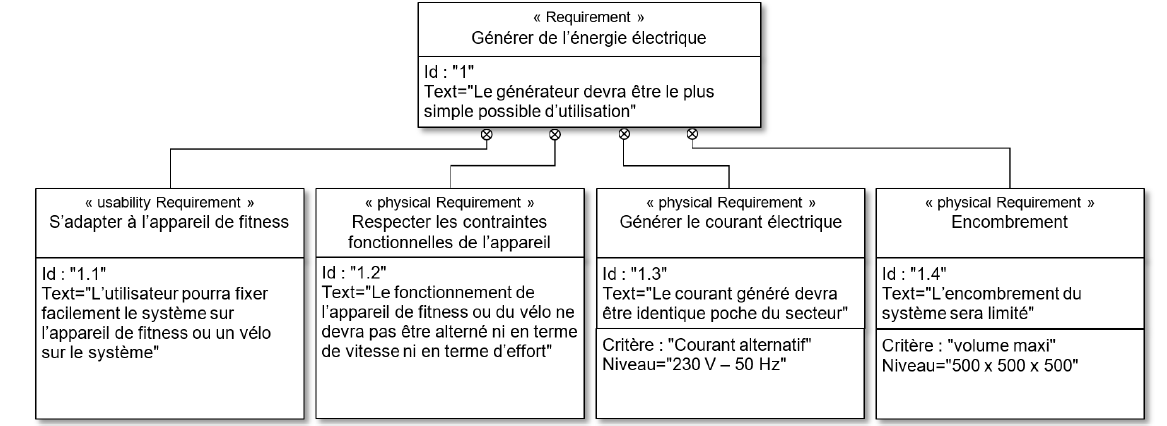 « Requirement »
Générer de l’énergie électrique
Id : "1"
Text="Le générateur devra être le plus
simple possible d’utilisation"
« usability Requirement »
S’adapter à l’appareil de fitness
Id : "1.1"
Text="L’utilisateur pourra fixer
facilement le système sur
l’appareil de fitness ou un vélo
sur le système"
« physical Requirement »
Respecter les contraintes
fonctionnelles de l’appareil
Id : "1.2"
Text="Le fonctionnement de
l’appareil de fitness ou du vélo ne
devra pas être alterné ni en terme
de vitesse ni en terme d’effort"
« physical Requirement »
Générer le courant électrique
Id : "1.3"
Text="Le courant généré devra
être identique poche du secteur"
Critère : "Courant alternatif"
Niveau="230 V – 50 Hz"
« physical Requirement »
Encombrement
Id : "1.4"
Text="L’encombrement du
système sera limité"
Critère : "volume maxi"
Niveau="500 x 500 x 500"